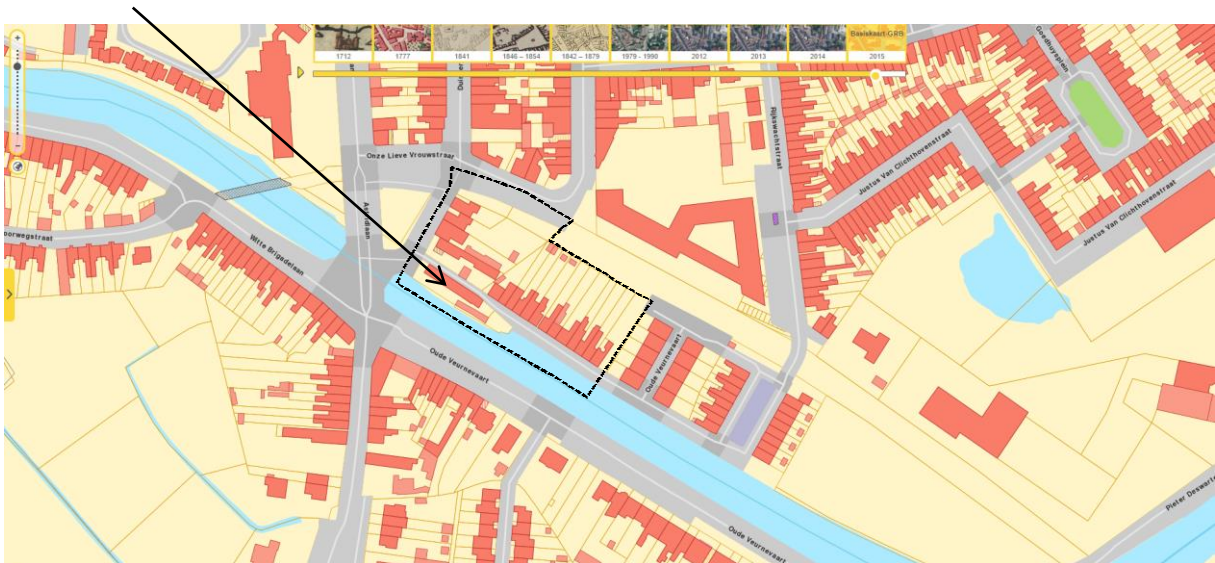 Basiskaart-GRB
1712 1777 1841 1846 – 1854 1842 – 1879 1979 - 1990 2012 2013 2014 2015
Goedhuysplein
Rijkswachtstraat
Onze Lieve Vrouwstraat
Justus Van Clichthovenstraat
Justus Van Clichthovenstraat
Witte Brigadelaan
Oude Veurnevaart
Oude Veurnevaart
Oude Veurnevaart
Pieter Deswarte